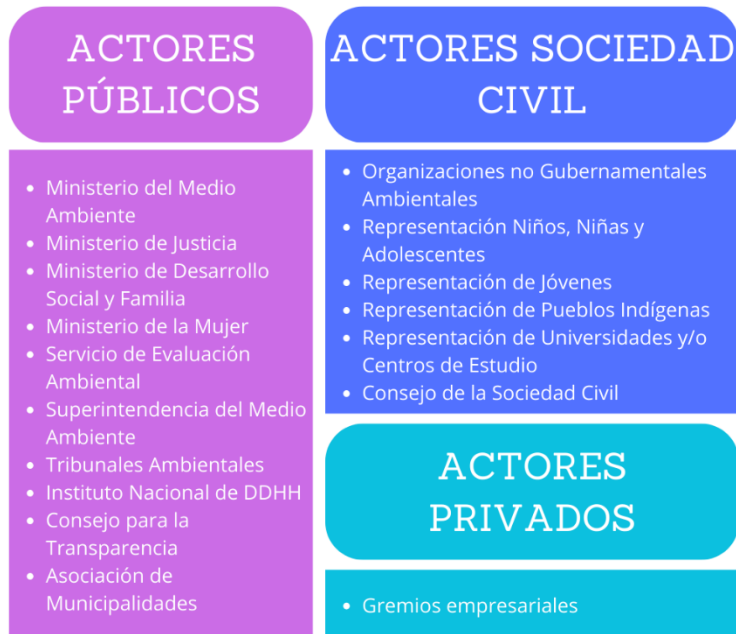 ACTORES
PÚBLICOS
• Ministerio del Medio
Ambiente
• Ministerio de Justicia
• Ministerio de Desarrollo
Social y Familia
• Ministerio de la Mujer
• Servicio de Evaluación
Ambiental
• Superintendencia del Medio
Ambiente
• Tribunales Ambientales
• Instituto Nacional de DDHH
• Consejo para la
Transparencia
• Asociación de
Municipalidades
ACTORES SOCIEDAD
CIVIL
• Organizaciones no Gubernamentales
Ambientales
• Representación Niños, Niñas y
Adolescentes
• Representación de Jóvenes
• Representación de Pueblos Indígenas
• Representación de Universidades y/o
Centros de Estudio
• Consejo de la Sociedad Civil
ACTORES
PRIVADOS
• Gremios empresariales